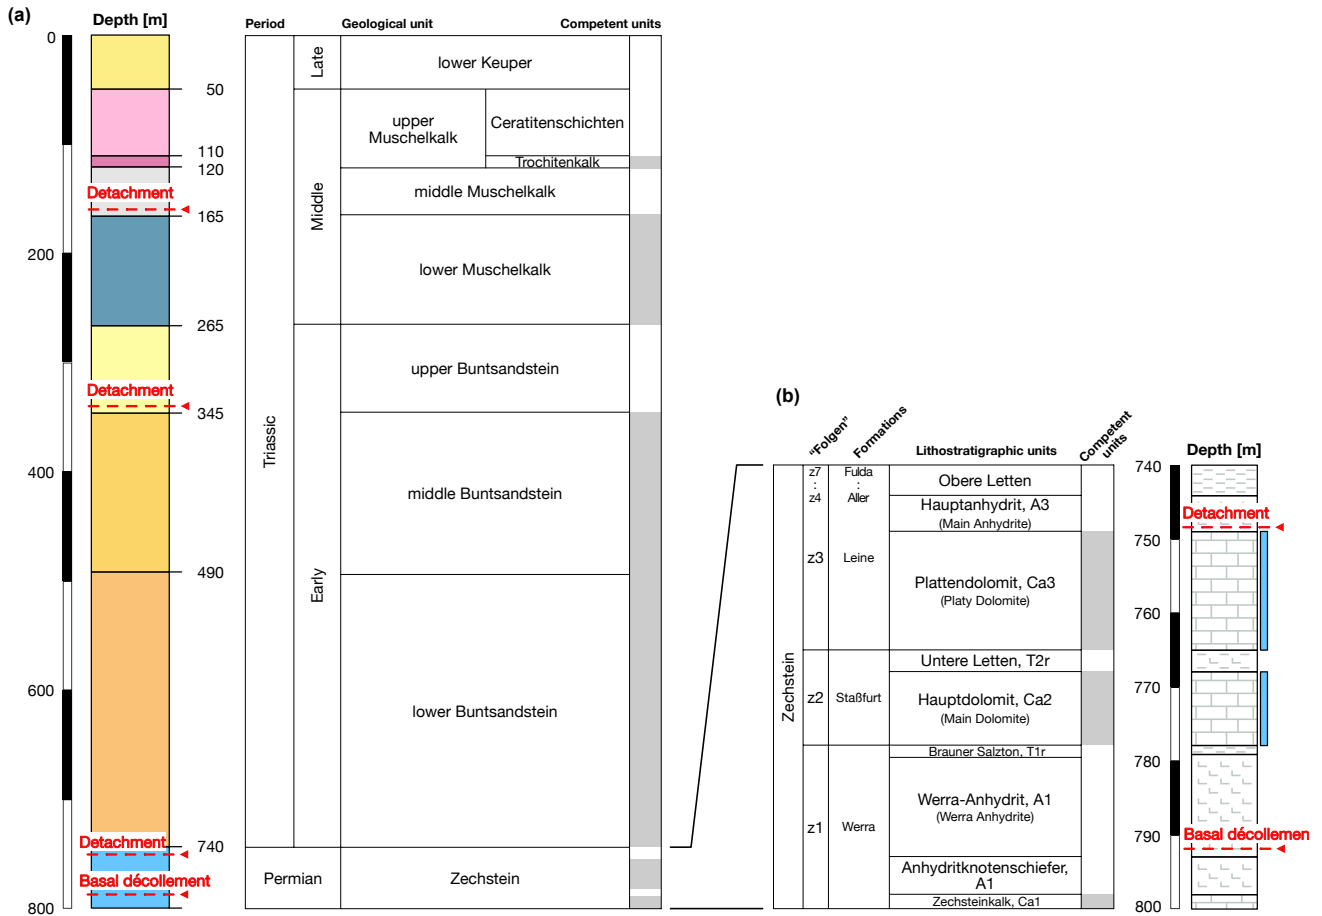 (a)
Depth [m]
Period
Geological unit
Competent units
0
50
110
120
Detachment
165
200
265
Detachment
345
400
490
600
Detachment
740
Basal décollement
800
Triassic
Late
Middle
Early
lower Keuper
upper
Muschelkalk
Ceratitenschichten
Trochitenkalk
middle Muschelkalk
lower Muschelkalk
upper Buntsandstein
middle Buntsandstein
lower Buntsandstein
Permian
Zechstein
(b)
"Folgen"
Formations
Lithostratigraphic units
Competent
units
Depth [m]
Zechstein
z7
:
z4
Fulda
:
Aller
Obere Letten
Hauptanhydrit, A3
(Main Anhydrite)
z3
Leine
Plattendolomit, Ca3
(Platy Dolomite)
Untere Letten, T2r
z2
Staßfurt
Hauptdolomit, Ca2
(Main Dolomite)
Brauner Salzton, T1r
z1
Werra
Werra-Anhydrit, A1
(Werra Anhydrite)
Anhydritknotenschiefer,
A1
Zechsteinkalk, Ca1
740
Detachment
750
760
770
780
790
Basal décollemen
800